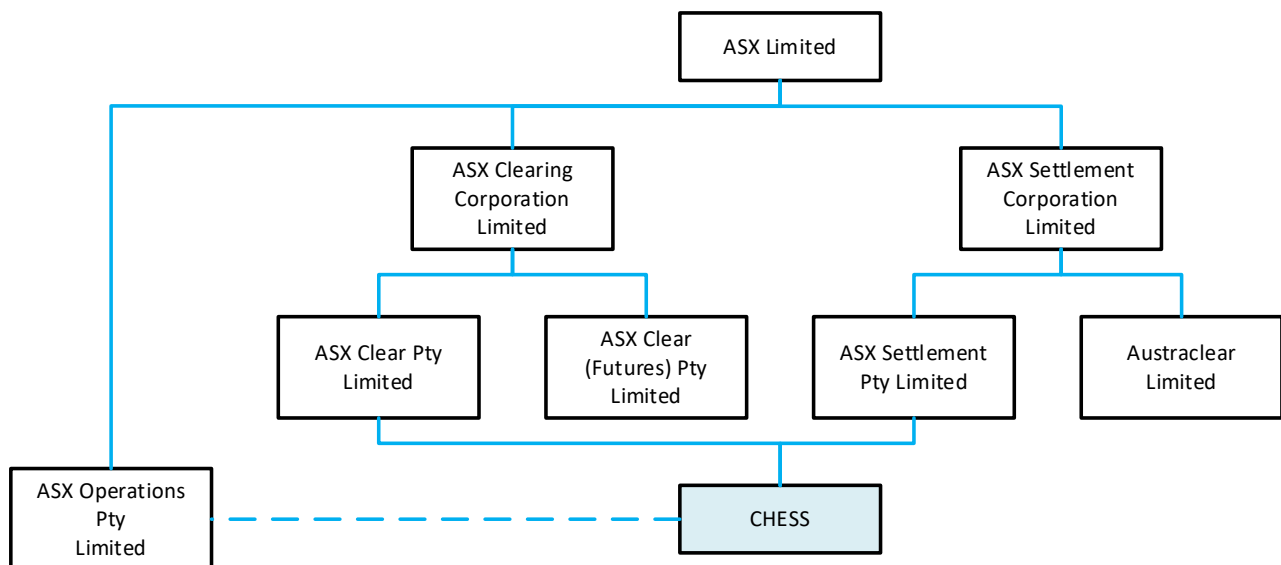 ASX Limited
ASX Clearing
Corporation
Limited
ASX Settlement
Corporation
Limited
ASX Clear Pty
Limited
ASX Clear
(Futures) Pty
Limited
ASX Settlement
Pty Limited
Austraclear
Limited
ASX Operations
Pty
Limited
CHESS